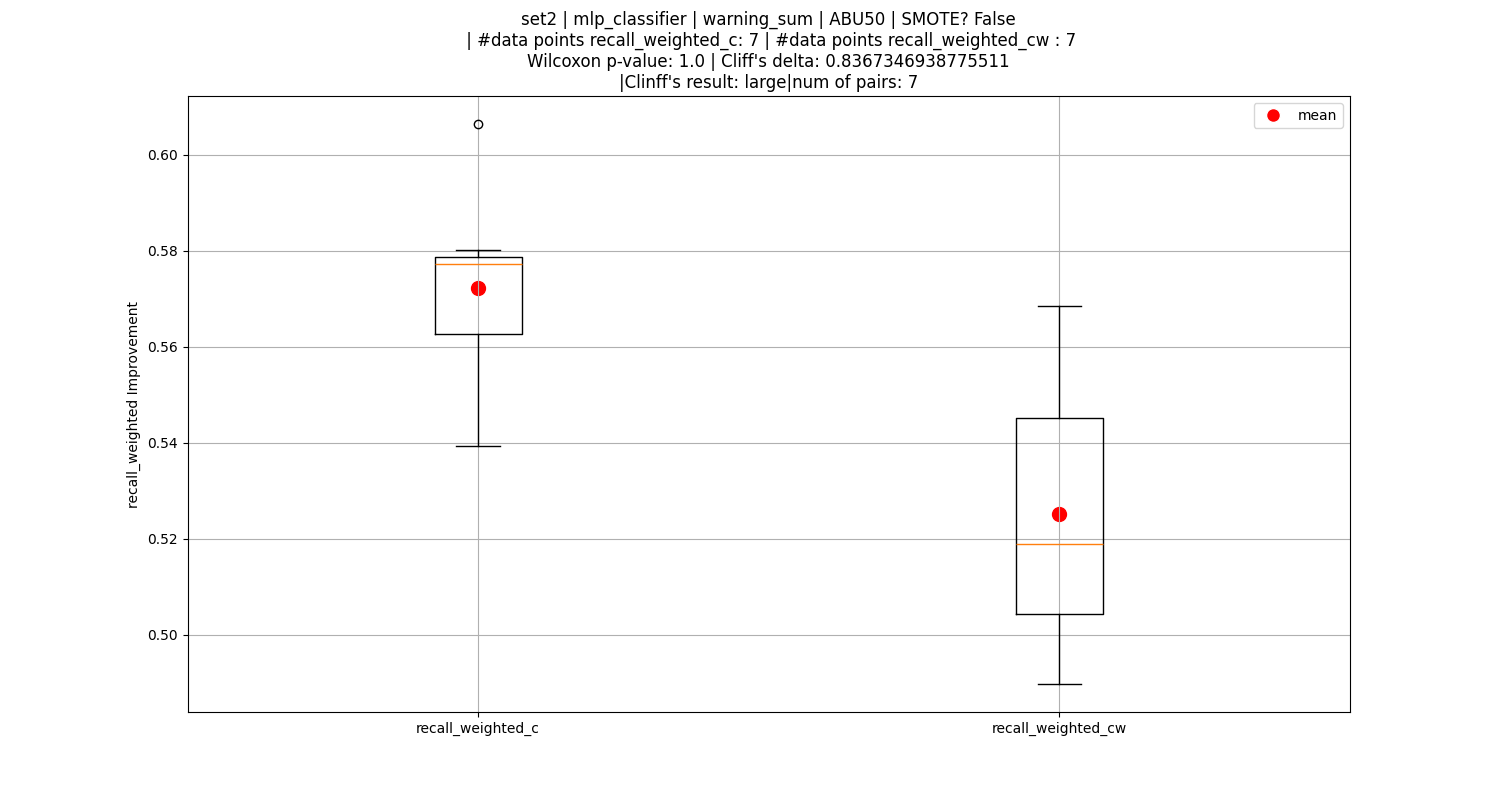 set2 | mlp_classifier | warning_sum | ABU50 | SMOTE? False
| #data points recall_weighted_c: 7 | #data points recall_weighted_cw : 7
Wilcoxon p-value: 1.0 | Cliff's delta: 0.8367346938775511
|Clinff's result: large|num of pairs: 7
mean
0.60
0.58
0.56
0.54
0.52
0.50
recall_weighted Improvement
recall_weighted_c
recall_weighted_cw